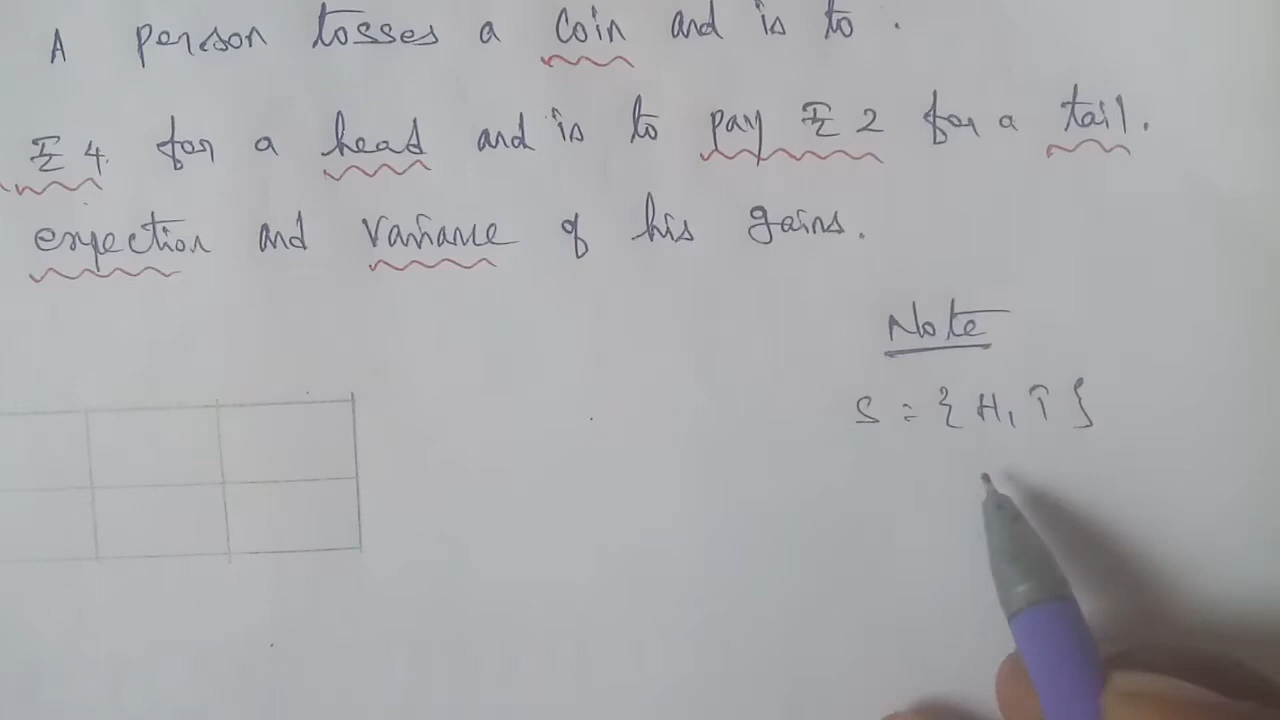 A person tosses a coin and is to
₹ 4 for a head and is to pay ₹ 2 for a tail.
expection and variance of his gains.
Note
S = { H, T }